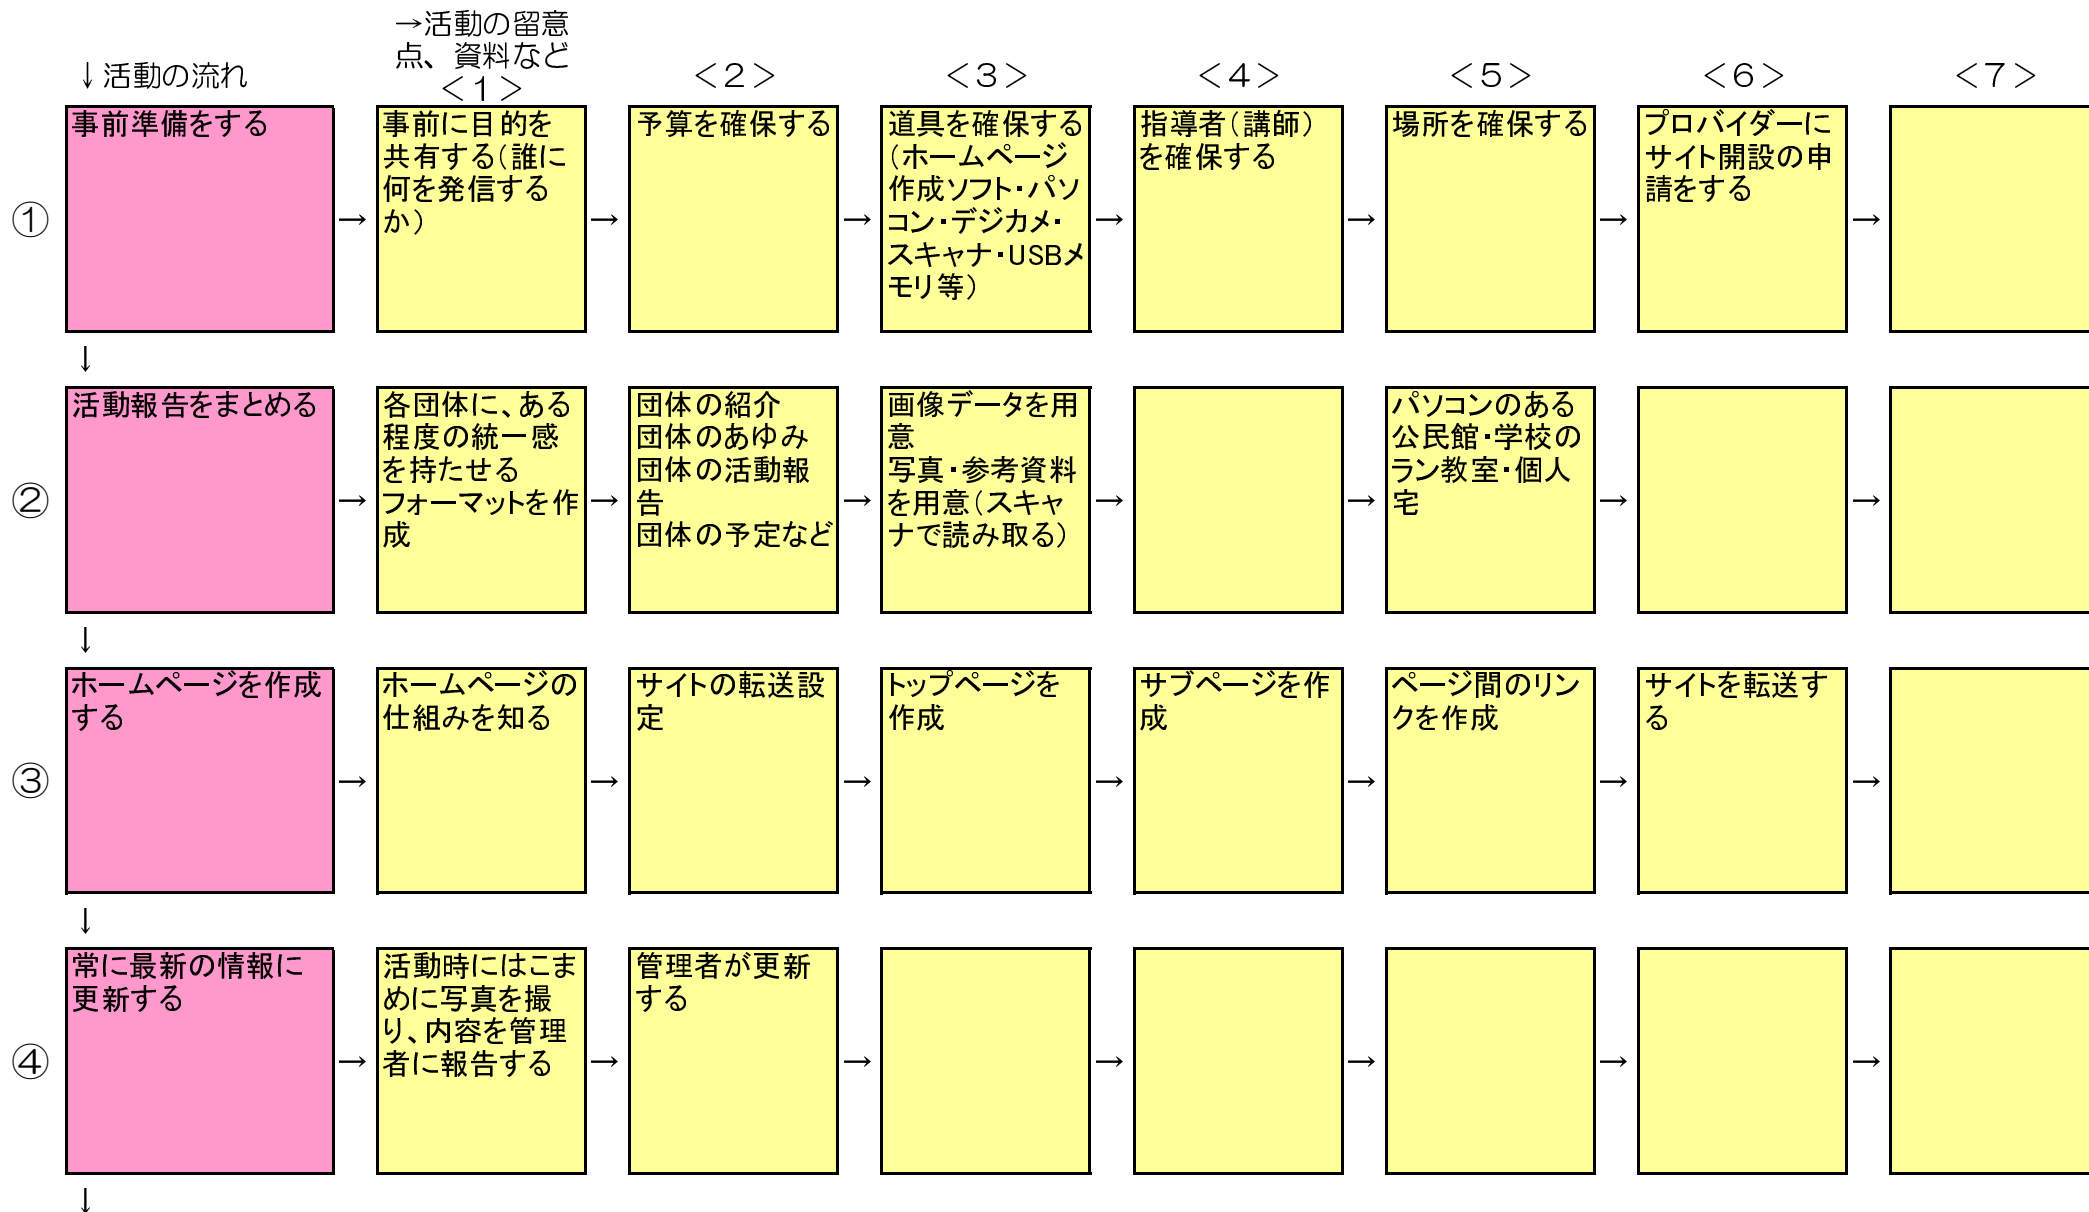 ↓活動の流れ
→活動の留意
点、資料など
＜１＞
＜２＞
＜３＞
＜４＞
＜５＞
＜６＞
＜７＞
①
事前準備をする
→
事前に目的を
共有する（誰に
何を発信する
か）
→
予算を確保する
→
道具を確保する
（ホームページ
作成ソフト・パソ
コン・デジカメ・
スキャナ・USBメ
モリ等）
→
指導者（講師）
を確保する
→
場所を確保する
→
プロバイダーに
サイト開設の申
請をする
→
↓
②
活動報告をまとめる
→
各団体に、ある
程度の統一感
を持たせる
フォーマットを作
成
→
団体の紹介
団体のあゆみ
団体の活動報
告
団体の予定など
→
画像データを用
意
写真・参考資料
を用意（スキャ
ナで読み取る）
→
→
パソコンのある
公民館・学校の
ラン教室・個人
宅
→
→
↓
③
ホームページを作成
する
→
ホームページの
仕組みを知る
→
サイトの転送設
定
→
トップページを
作成
→
サブページを作
成
→
ページ間のリン
クを作成
→
サイトを転送す
る
→
↓
④
常に最新の情報に
更新する
→
活動時にはこま
めに写真を撮
り、内容を管理
者に報告する
→
管理者が更新
する
→
→
→
→
→
↓